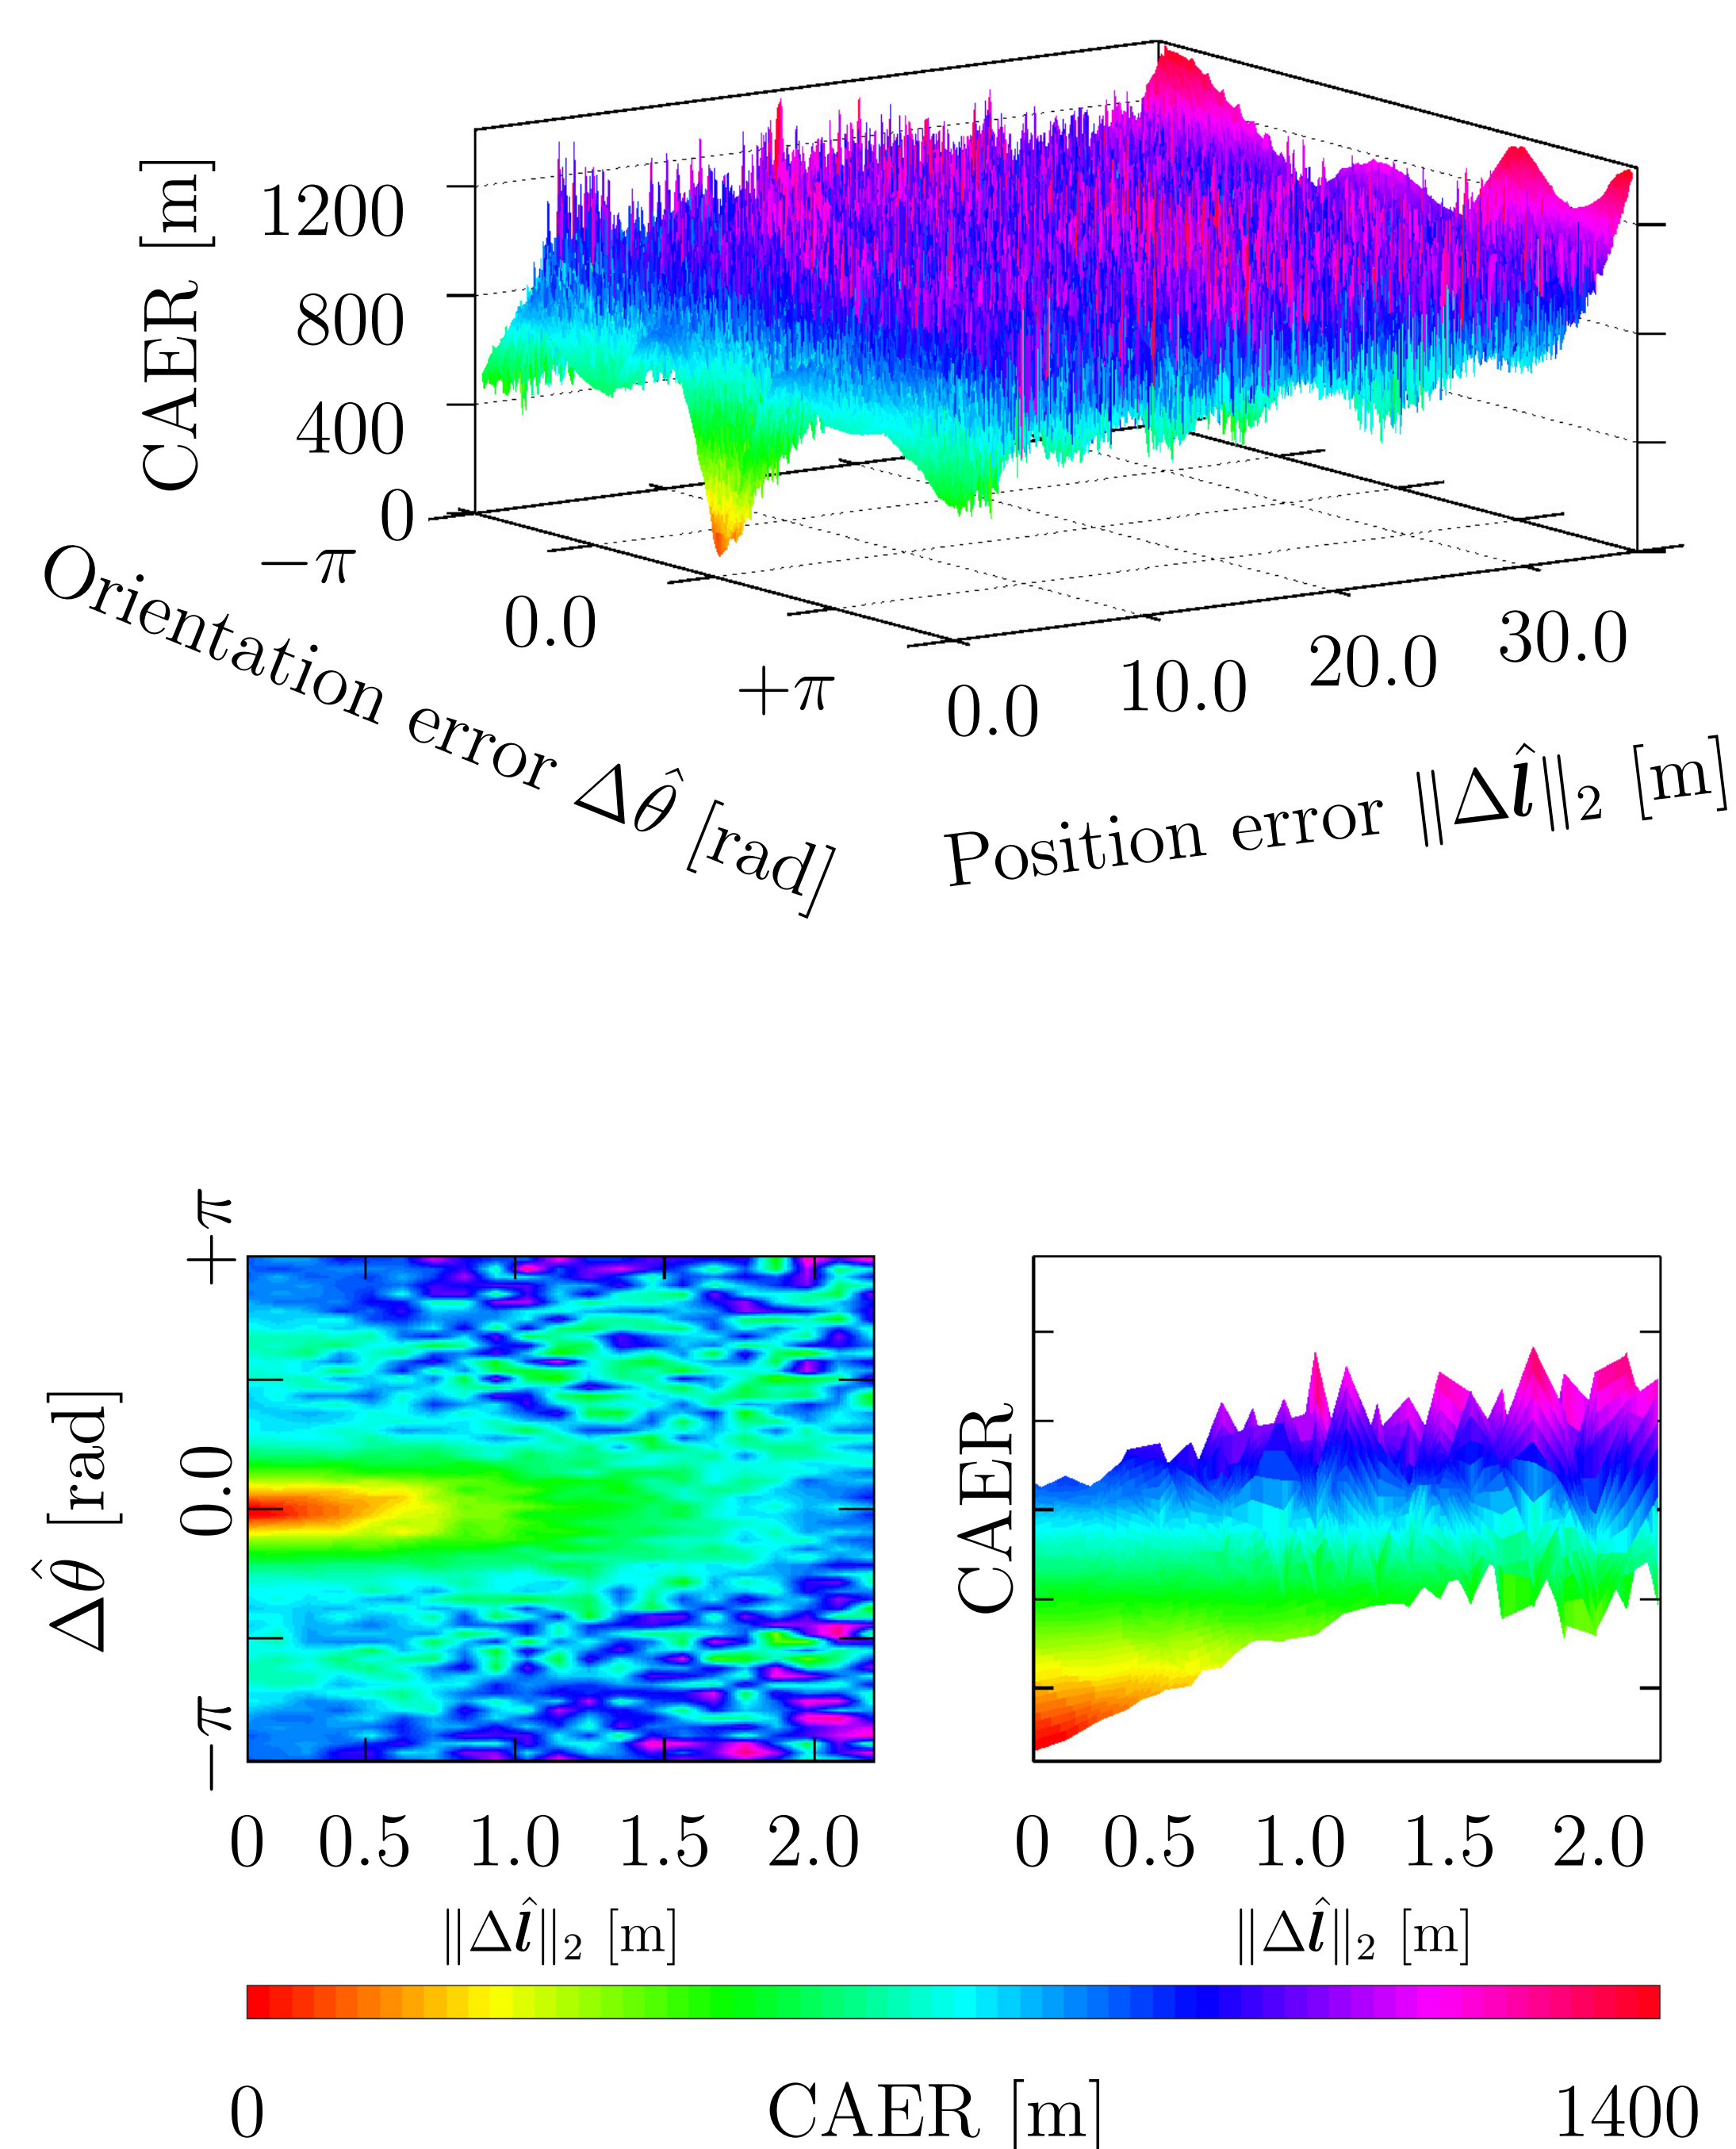 CAER [m]
1200
800
400
0
−π
0.0
+π
Orientation error Δθ̂ [rad]
0.0
10.0
20.0
30.0
Position error ‖Δl̂‖₂ [m]
Δθ̂ [rad]
+π
0.0
−π
0 0.5 1.0 1.5 2.0
‖Δl̂‖₂ [m]
CAER
0 0.5 1.0 1.5 2.0
‖Δl̂‖₂ [m]
0 CAER [m] 1400